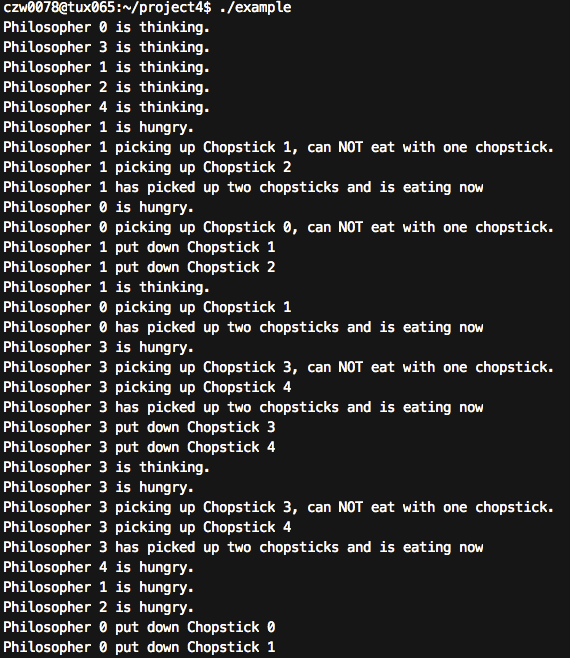 czw0078@tux065:~/project4$ ./example
Philosopher 0 is thinking.
Philosopher 3 is thinking.
Philosopher 1 is thinking.
Philosopher 2 is thinking.
Philosopher 4 is thinking.
Philosopher 1 is hungry.
Philosopher 1 picking up Chopstick 1, can NOT eat with one chopstick.
Philosopher 1 picking up Chopstick 2
Philosopher 1 has picked up two chopsticks and is eating now
Philosopher 0 is hungry.
Philosopher 0 picking up Chopstick 0, can NOT eat with one chopstick.
Philosopher 1 put down Chopstick 1
Philosopher 1 put down Chopstick 2
Philosopher 1 is thinking.
Philosopher 0 picking up Chopstick 1
Philosopher 0 has picked up two chopsticks and is eating now
Philosopher 3 is hungry.
Philosopher 3 picking up Chopstick 3, can NOT eat with one chopstick.
Philosopher 3 picking up Chopstick 4
Philosopher 3 has picked up two chopsticks and is eating now
Philosopher 3 put down Chopstick 3
Philosopher 3 put down Chopstick 4
Philosopher 3 is thinking.
Philosopher 3 is hungry.
Philosopher 3 picking up Chopstick 3, can NOT eat with one chopstick.
Philosopher 3 picking up Chopstick 4
Philosopher 3 has picked up two chopsticks and is eating now
Philosopher 4 is hungry.
Philosopher 1 is hungry.
Philosopher 2 is hungry.
Philosopher 0 put down Chopstick 0
Philosopher 0 put down Chopstick 1